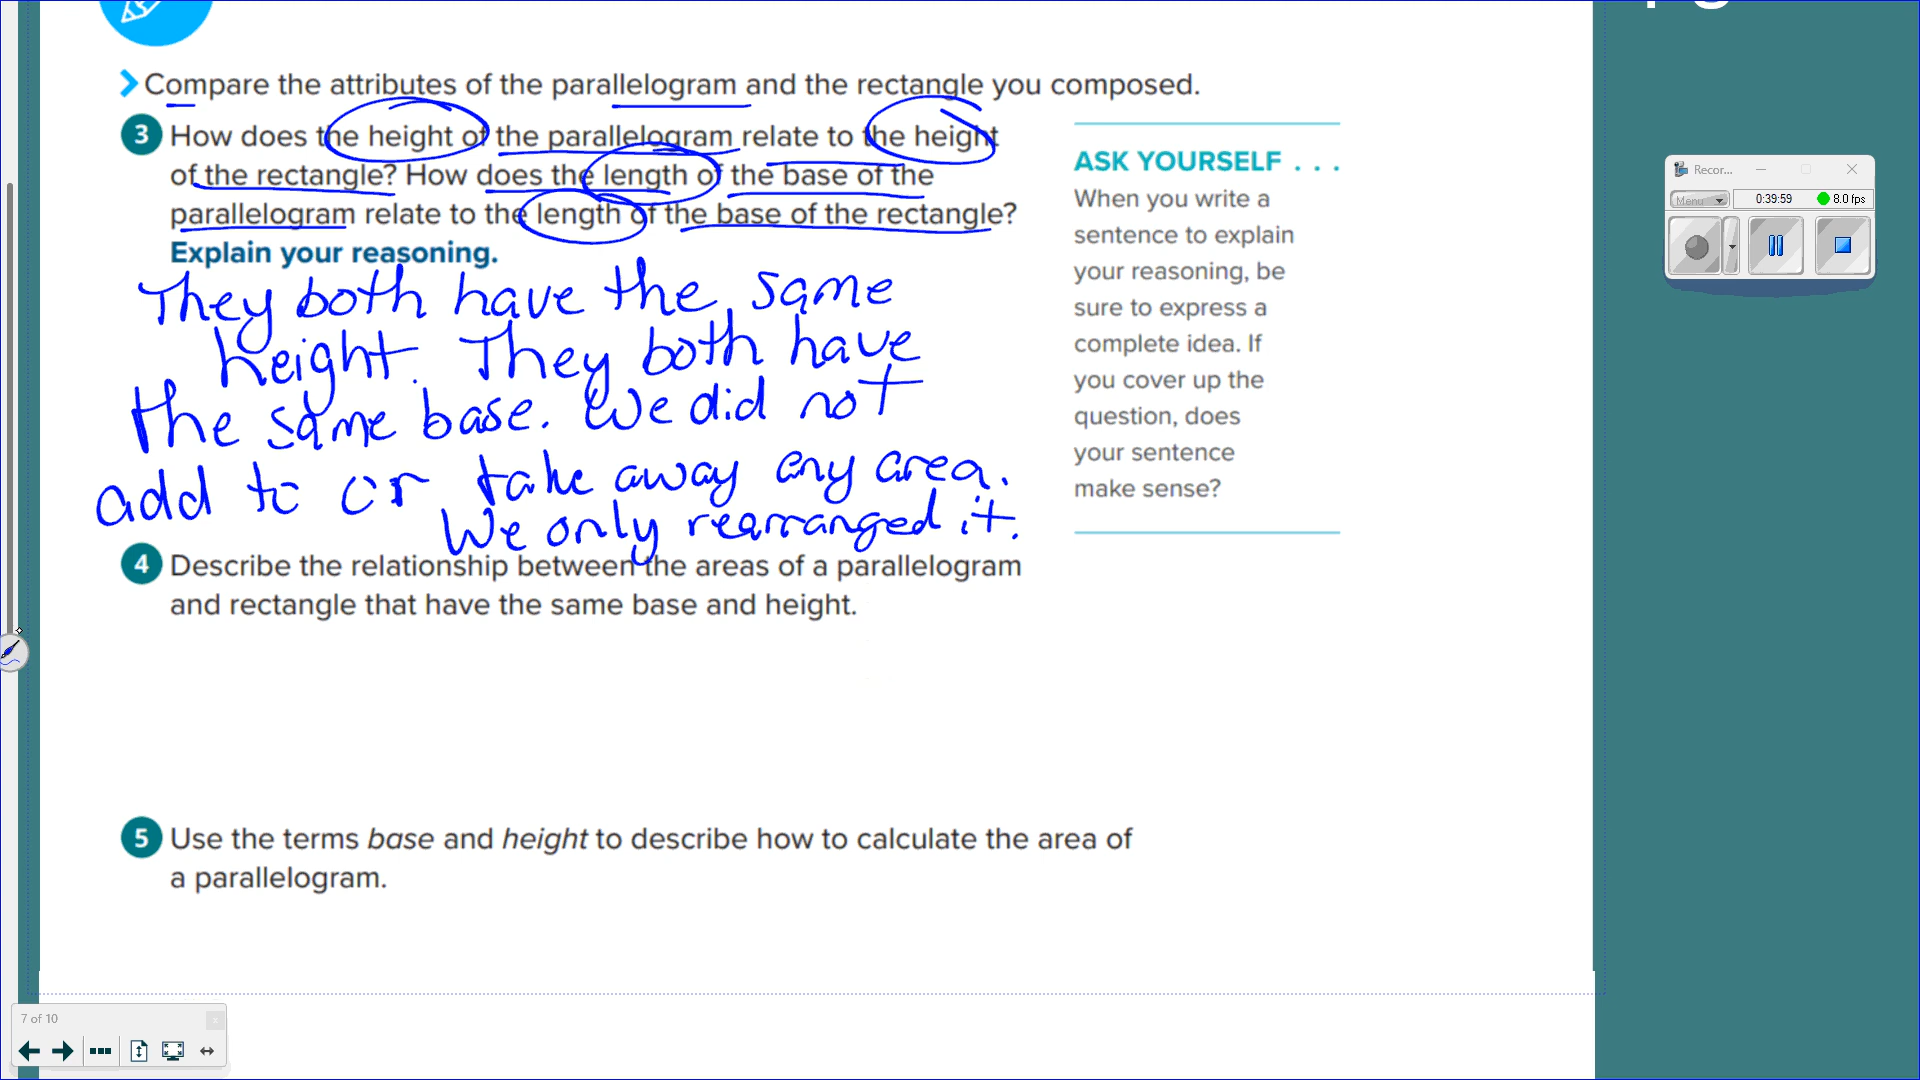 Compare the attributes of the parallelogram and the rectangle you composed.
3 How does the height of the parallelogram relate to the height
of the rectangle? How does the length of the base of the
parallelogram relate to the length of the base of the rectangle?
Explain your reasoning.
They both have the same
height. They both have
the same base. We did not
add to or take away any area.
We only rearranged it.
4 Describe the relationship between the areas of a parallelogram
and rectangle that have the same base and height.
5 Use the terms base and height to describe how to calculate the area of
a parallelogram.
ASK YOURSELF . . .
When you write a
sentence to explain
your reasoning, be
sure to express a
complete idea. If
you cover up the
question, does
your sentence
make sense?
Recor...
Menu 0:39:59 8.0 fps
7 of 10